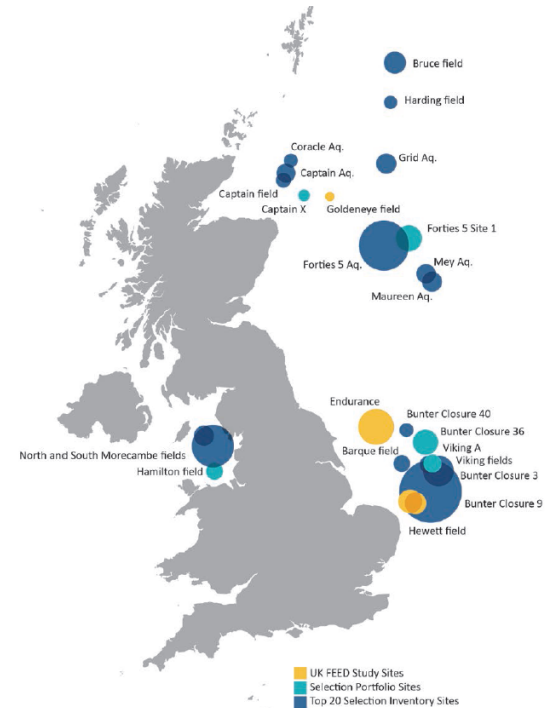 Bruce field
Harding field
Coracle Aq.
Grid Aq.
Captain Aq.
Captain field
Captain X
Goldeneye field
Forties 5 Site 1
Forties 5 Aq.
Mey Aq.
Maureen Aq.
Endurance
Bunter Closure 40
Bunter Closure 36
Barque field
Viking A
North and South Morecambe fields
Viking fields
Hamilton field
Bunter Closure 3
Bunter Closure 9
Hewett field
UK FEED Study Sites
Selection Portfolio Sites
Top 20 Selection Inventory Sites